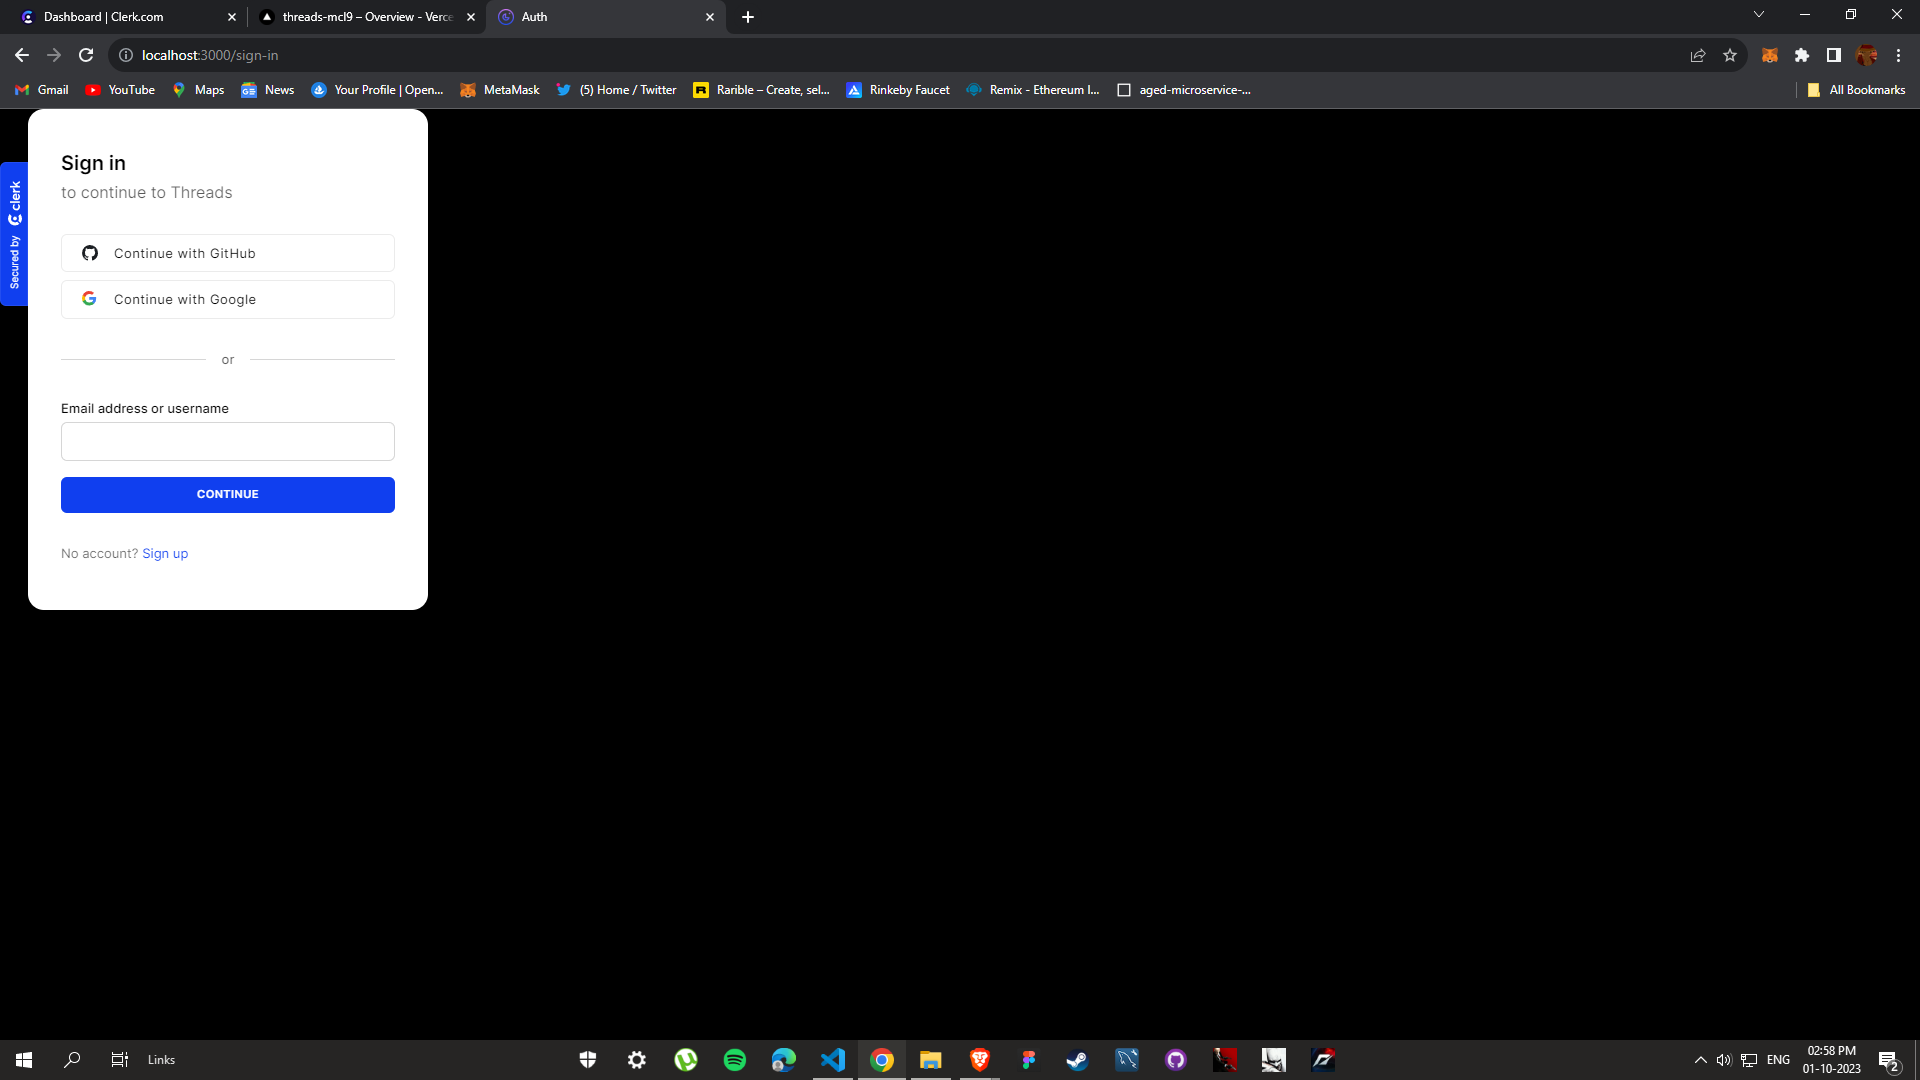 Dashboard | Clerk.com
threads-mcl9 – Overview - Verce
Auth
localhost:3000/sign-in
Gmail
YouTube
Maps
News
Your Profile | Open...
MetaMask
(5) Home / Twitter
Rarible – Create, sel...
Rinkeby Faucet
Remix - Ethereum I...
aged-microservice-...
All Bookmarks
Secured by clerk
Sign in
to continue to Threads
Continue with GitHub
Continue with Google
or
Email address or username
CONTINUE
No account? Sign up
Links
ENG
02:58 PM
01-10-2023
2